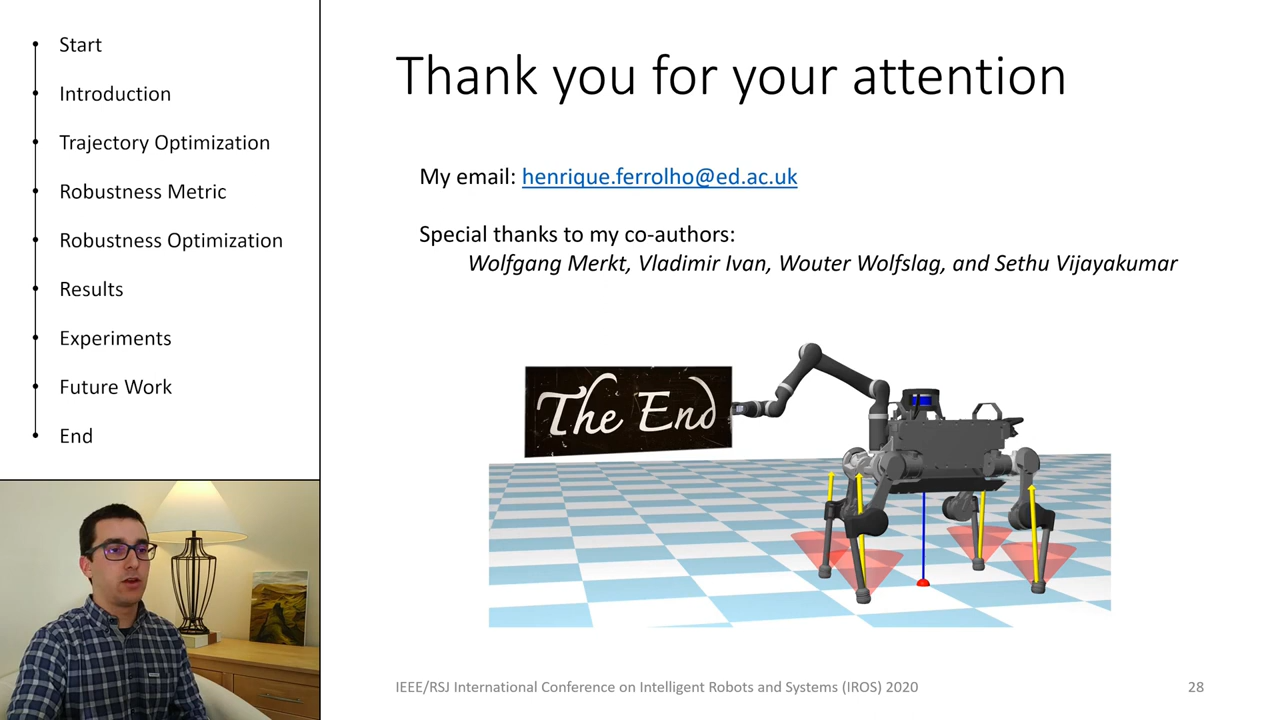 Start
Introduction
Trajectory Optimization
Robustness Metric
Robustness Optimization
Results
Experiments
Future Work
End
Thank you for your attention
My email: henrique.ferrolho@ed.ac.uk
Special thanks to my co-authors:
Wolfgang Merkt, Vladimir Ivan, Wouter Wolfslag, and Sethu Vijayakumar
The End
IEEE/RSJ International Conference on Intelligent Robots and Systems (IROS) 2020
28